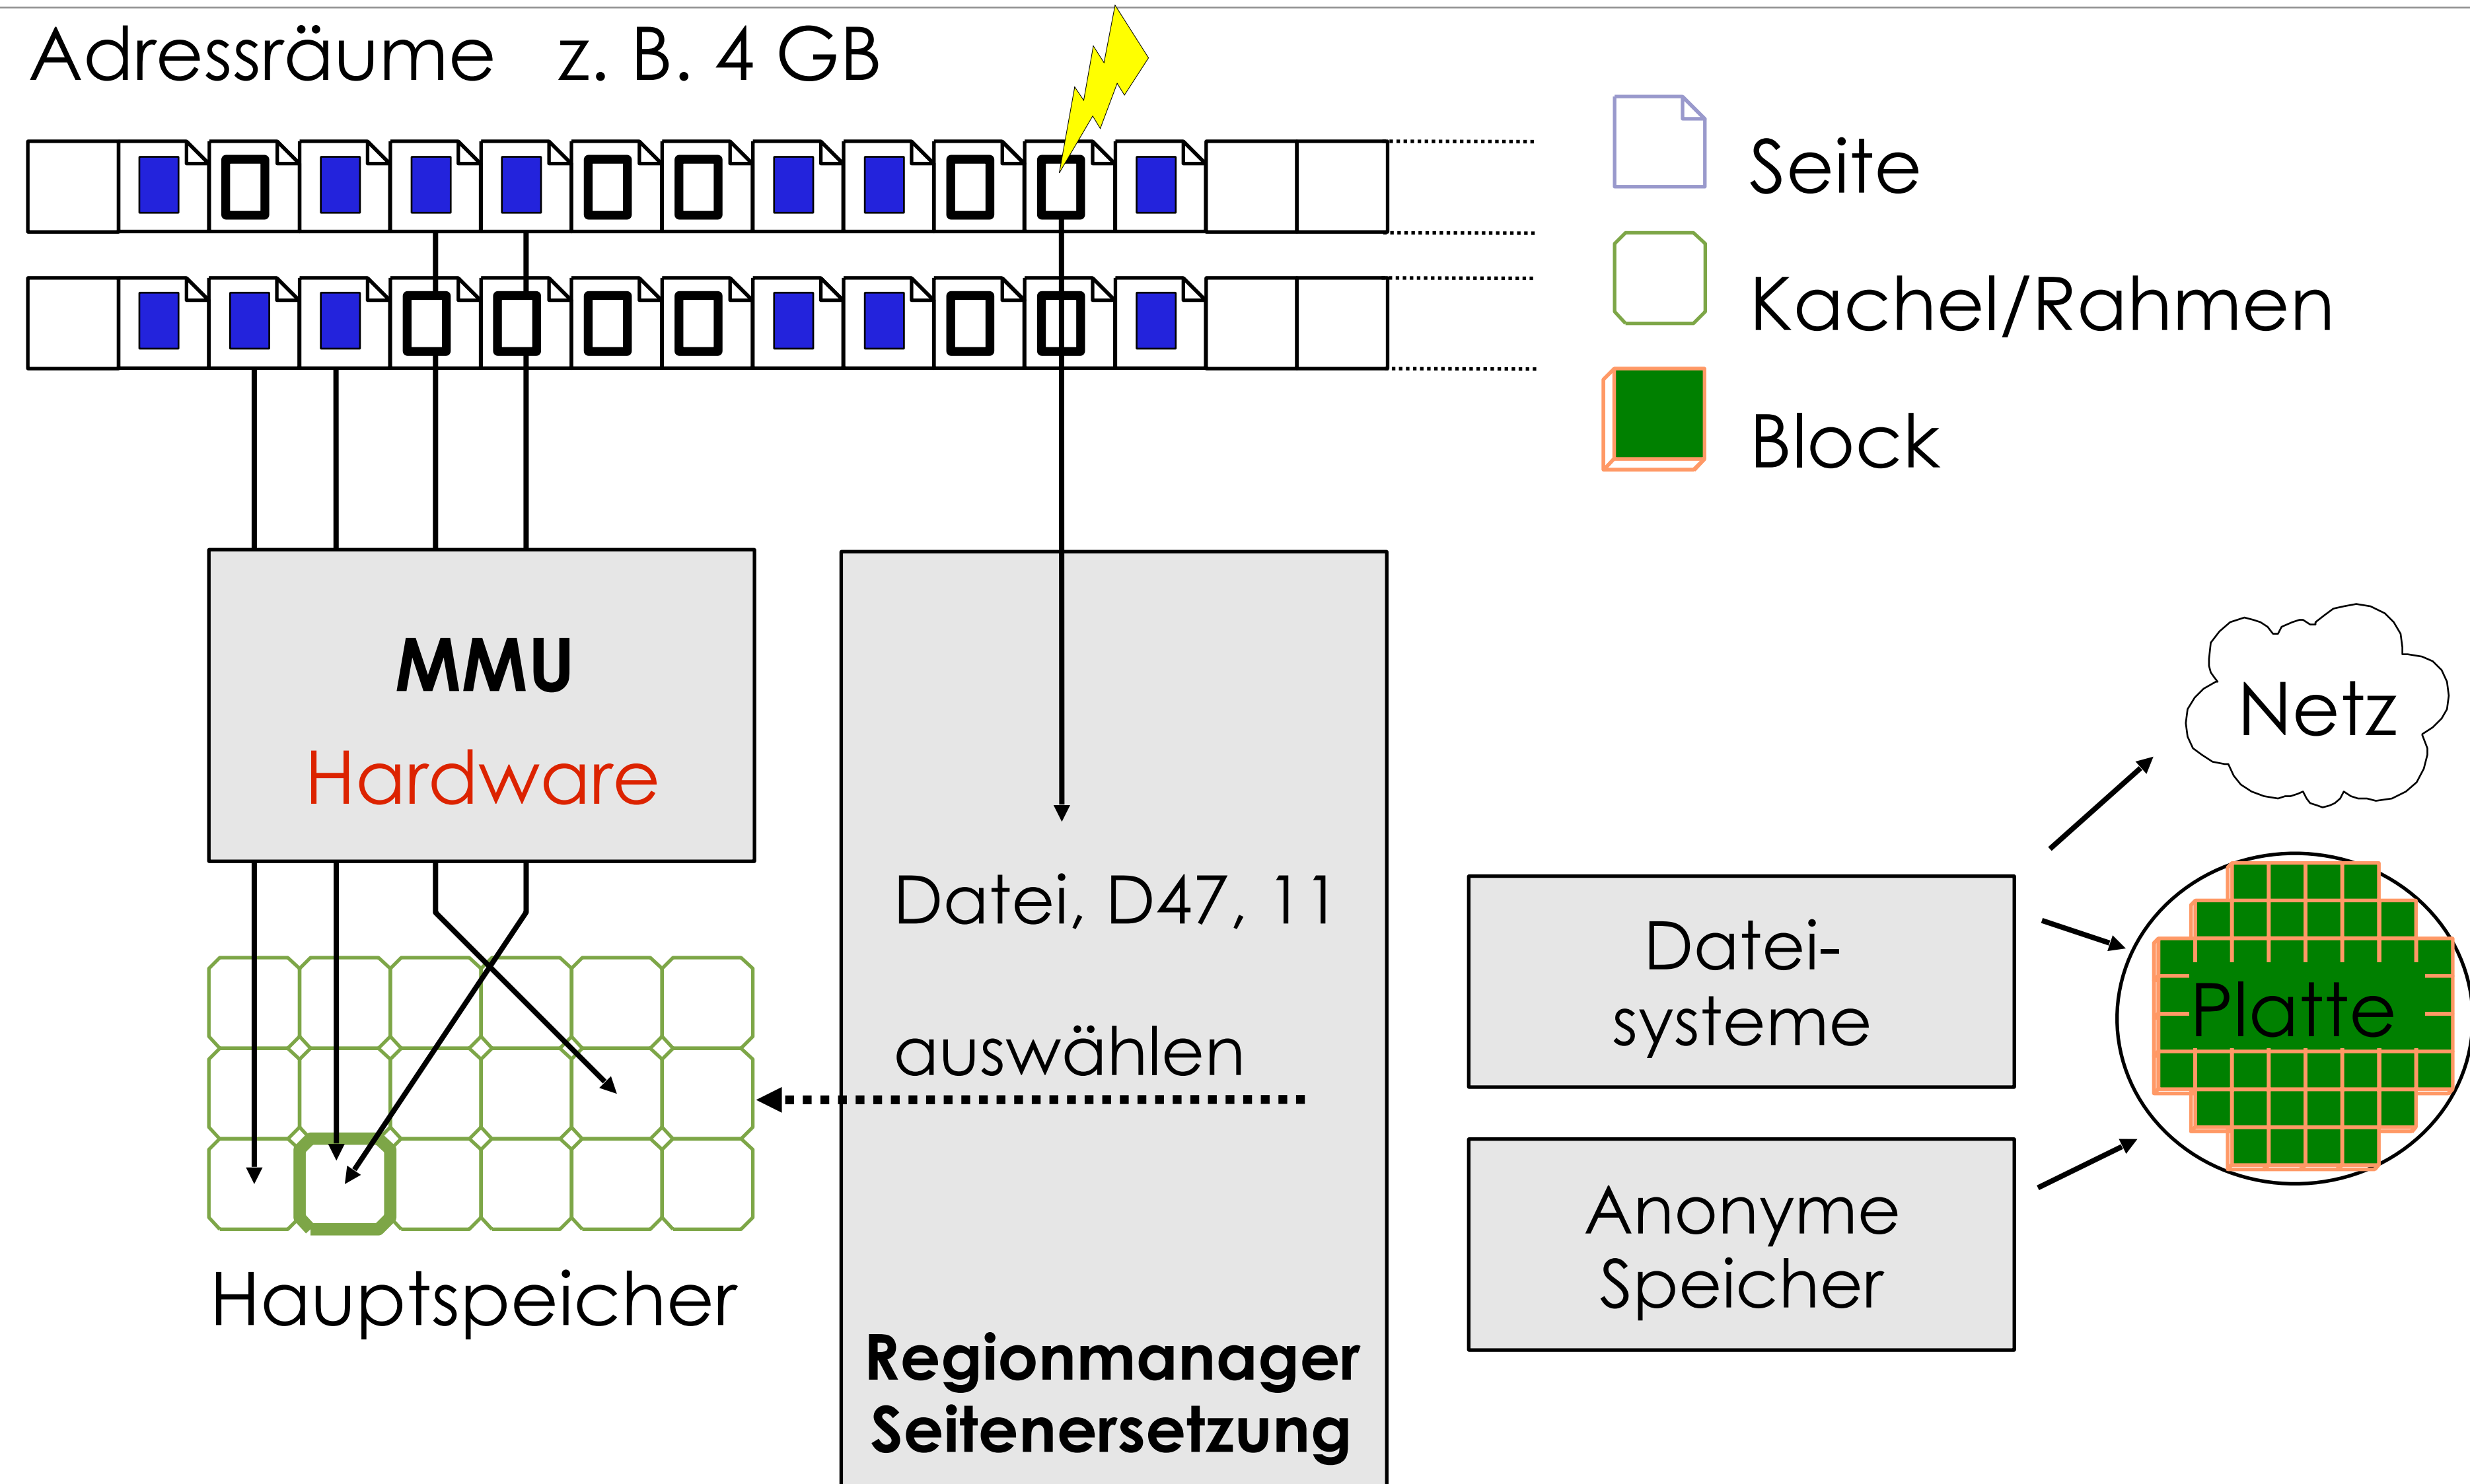 Adressräume z. B. 4 GB
Seite
Kachel/Rahmen
Block
MMU
Hardware
Netz
Datei, D47, 11
auswählen
Datei-
systeme
Platte
Anonyme
Speicher
Hauptspeicher
Regionmanager
Seitenersetzung